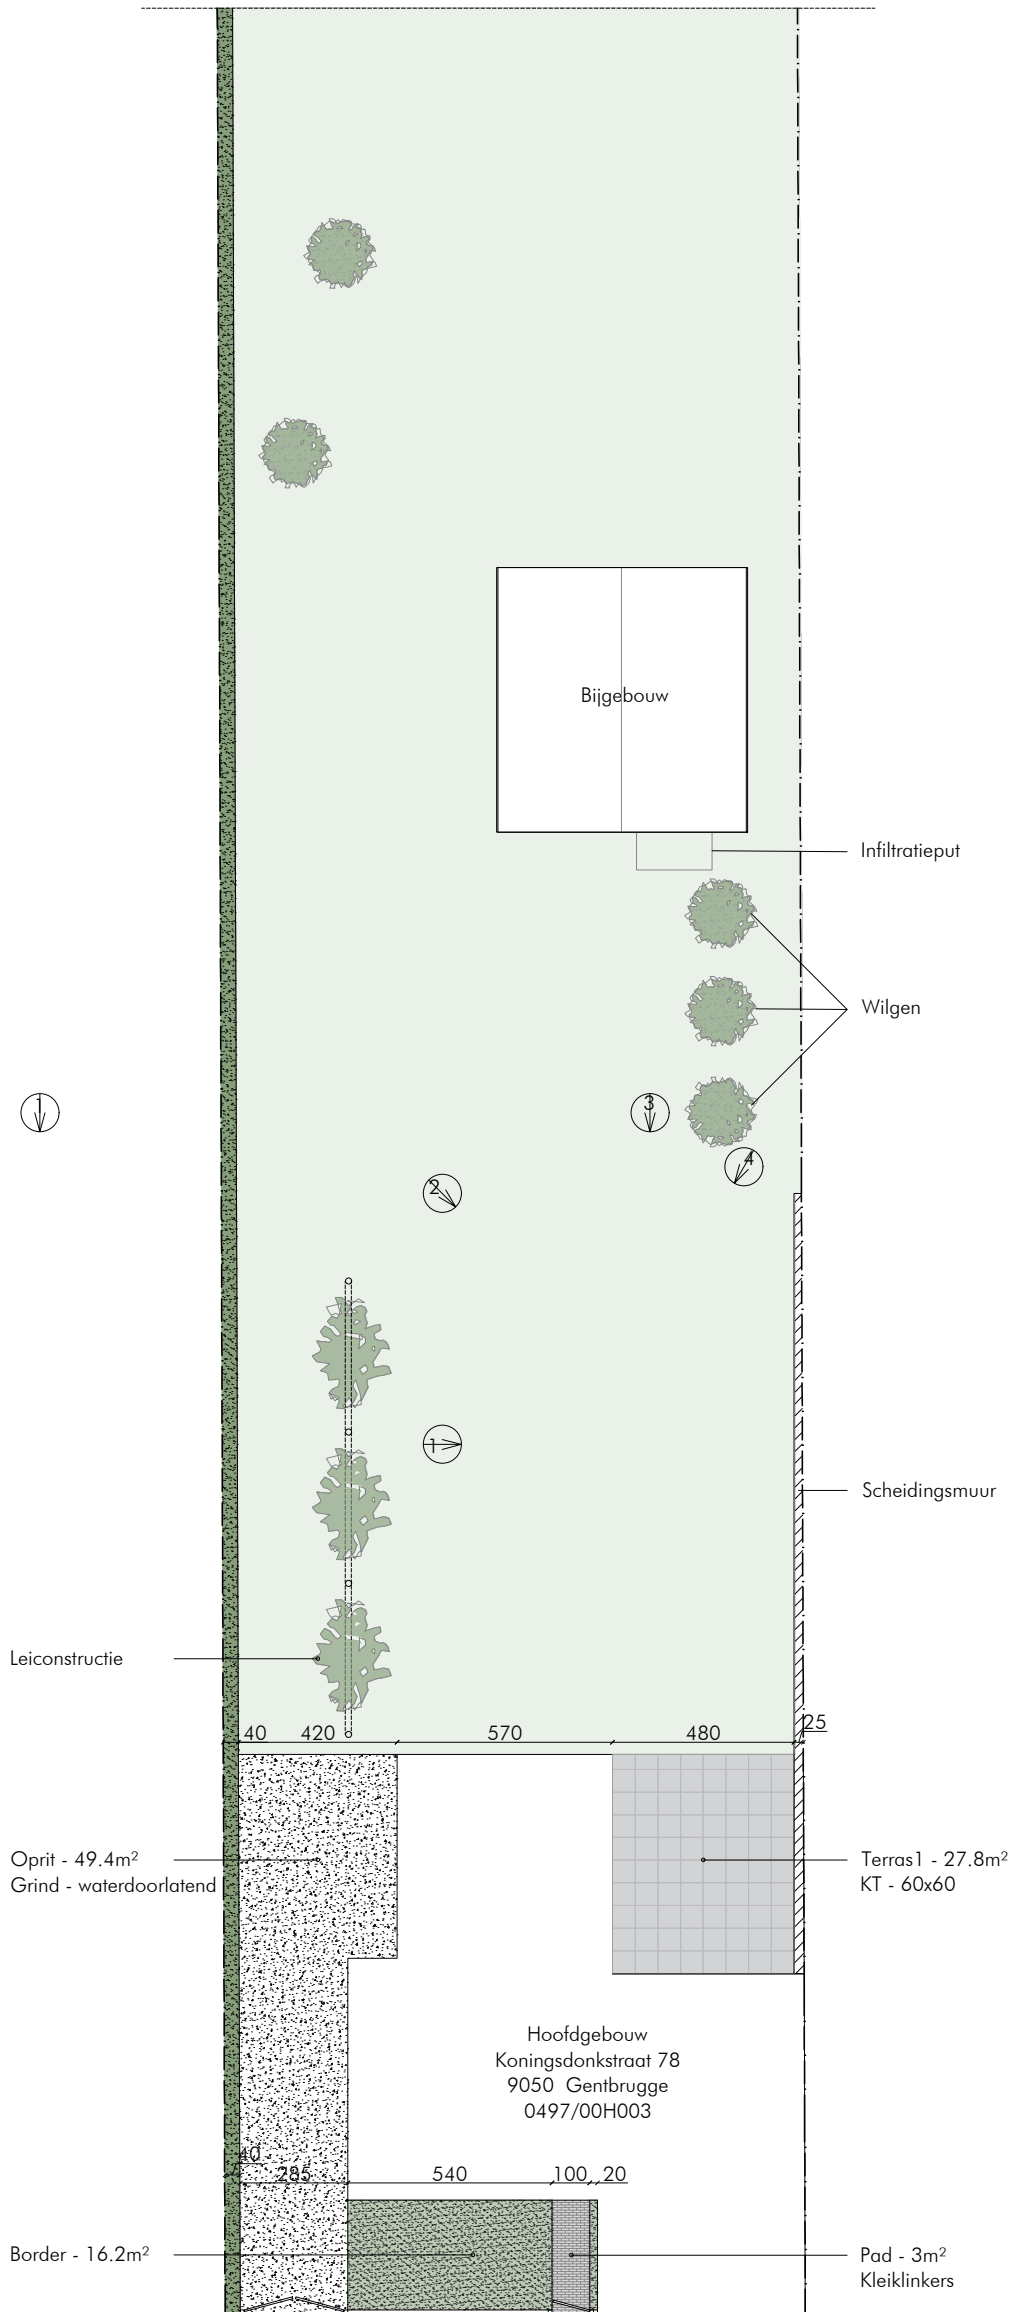 Bijgebouw
Infiltratieput
Wilgen
1
3
4
2
1
Scheidingsmuur
Leiconstructie
40 420 570 480 25
Oprit - 49.4m²
Grind - waterdoorlatend
Terras1 - 27.8m²
KT - 60x60
Hoofdgebouw
Koningsdonkstraat 78
9050 Gentbrugge
0497/00H003
40
285 540 100 20
Border - 16.2m²
Pad - 3m²
Kleiklinkers